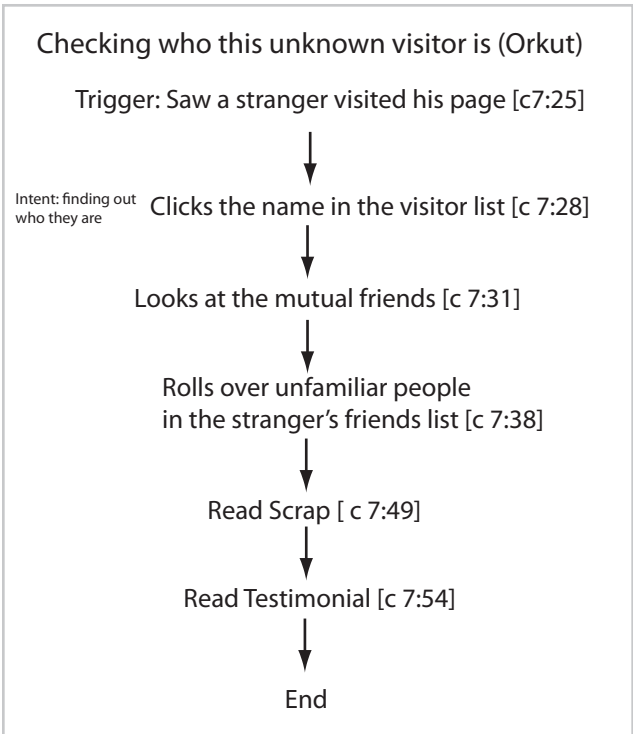 Checking who this unknown visitor is (Orkut)
Trigger: Saw a stranger visited his page [c7:25]
Intent: finding out
who they are
Clicks the name in the visitor list [c 7:28]
Looks at the mutual friends [c 7:31]
Rolls over unfamiliar people
in the stranger’s friends list [c 7:38]
Read Scrap [ c 7:49]
Read Testimonial [c 7:54]
End